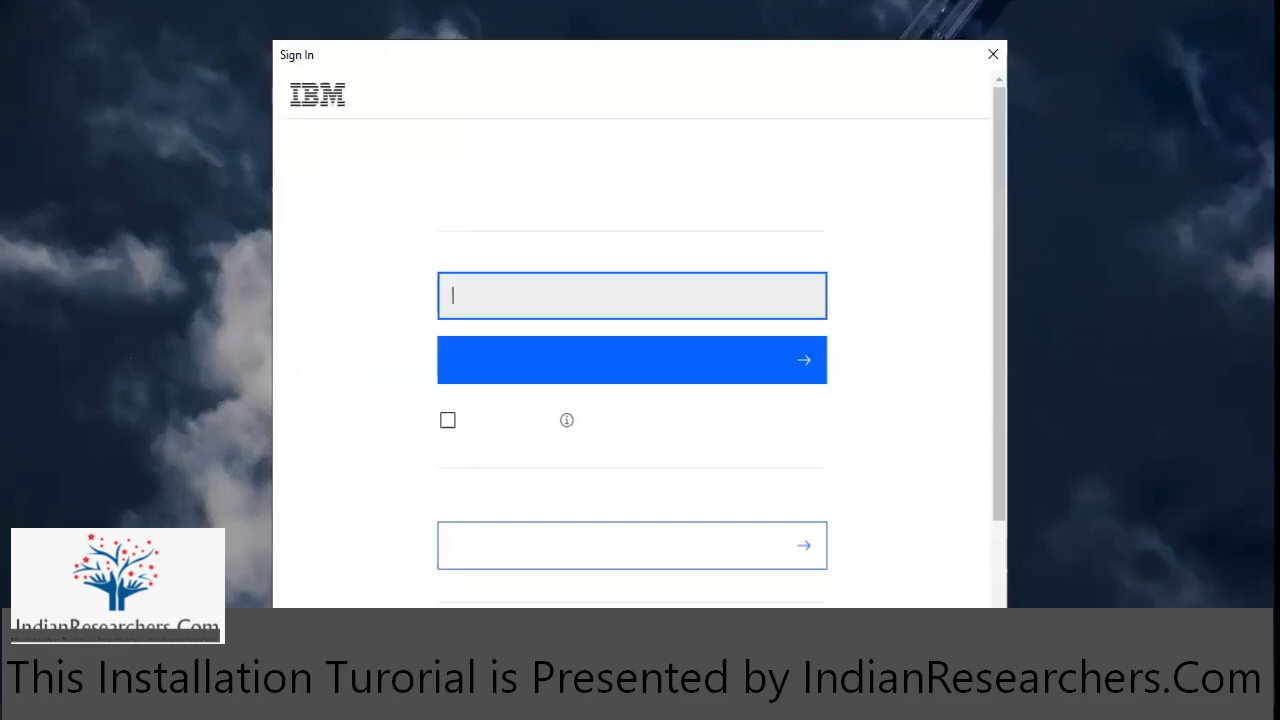 Sign In
IBM
IndianResearchers.Com
This Installation Turorial is Presented by IndianResearchers.Com